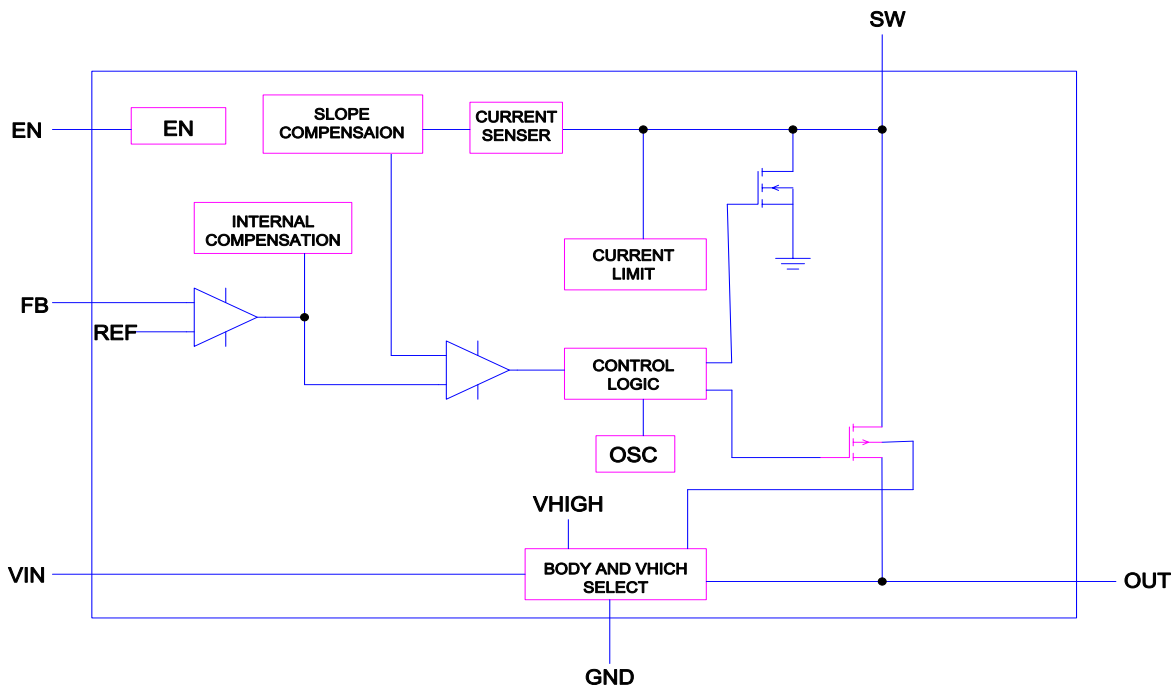 SW
EN
EN
SLOPE
COMPENSAION
CURRENT
SENSER
INTERNAL
COMPENSATION
CURRENT
LIMIT
FB
REF
CONTROL
LOGIC
OSC
VHIGH
VIN
BODY AND VHICH
SELECT
OUT
GND